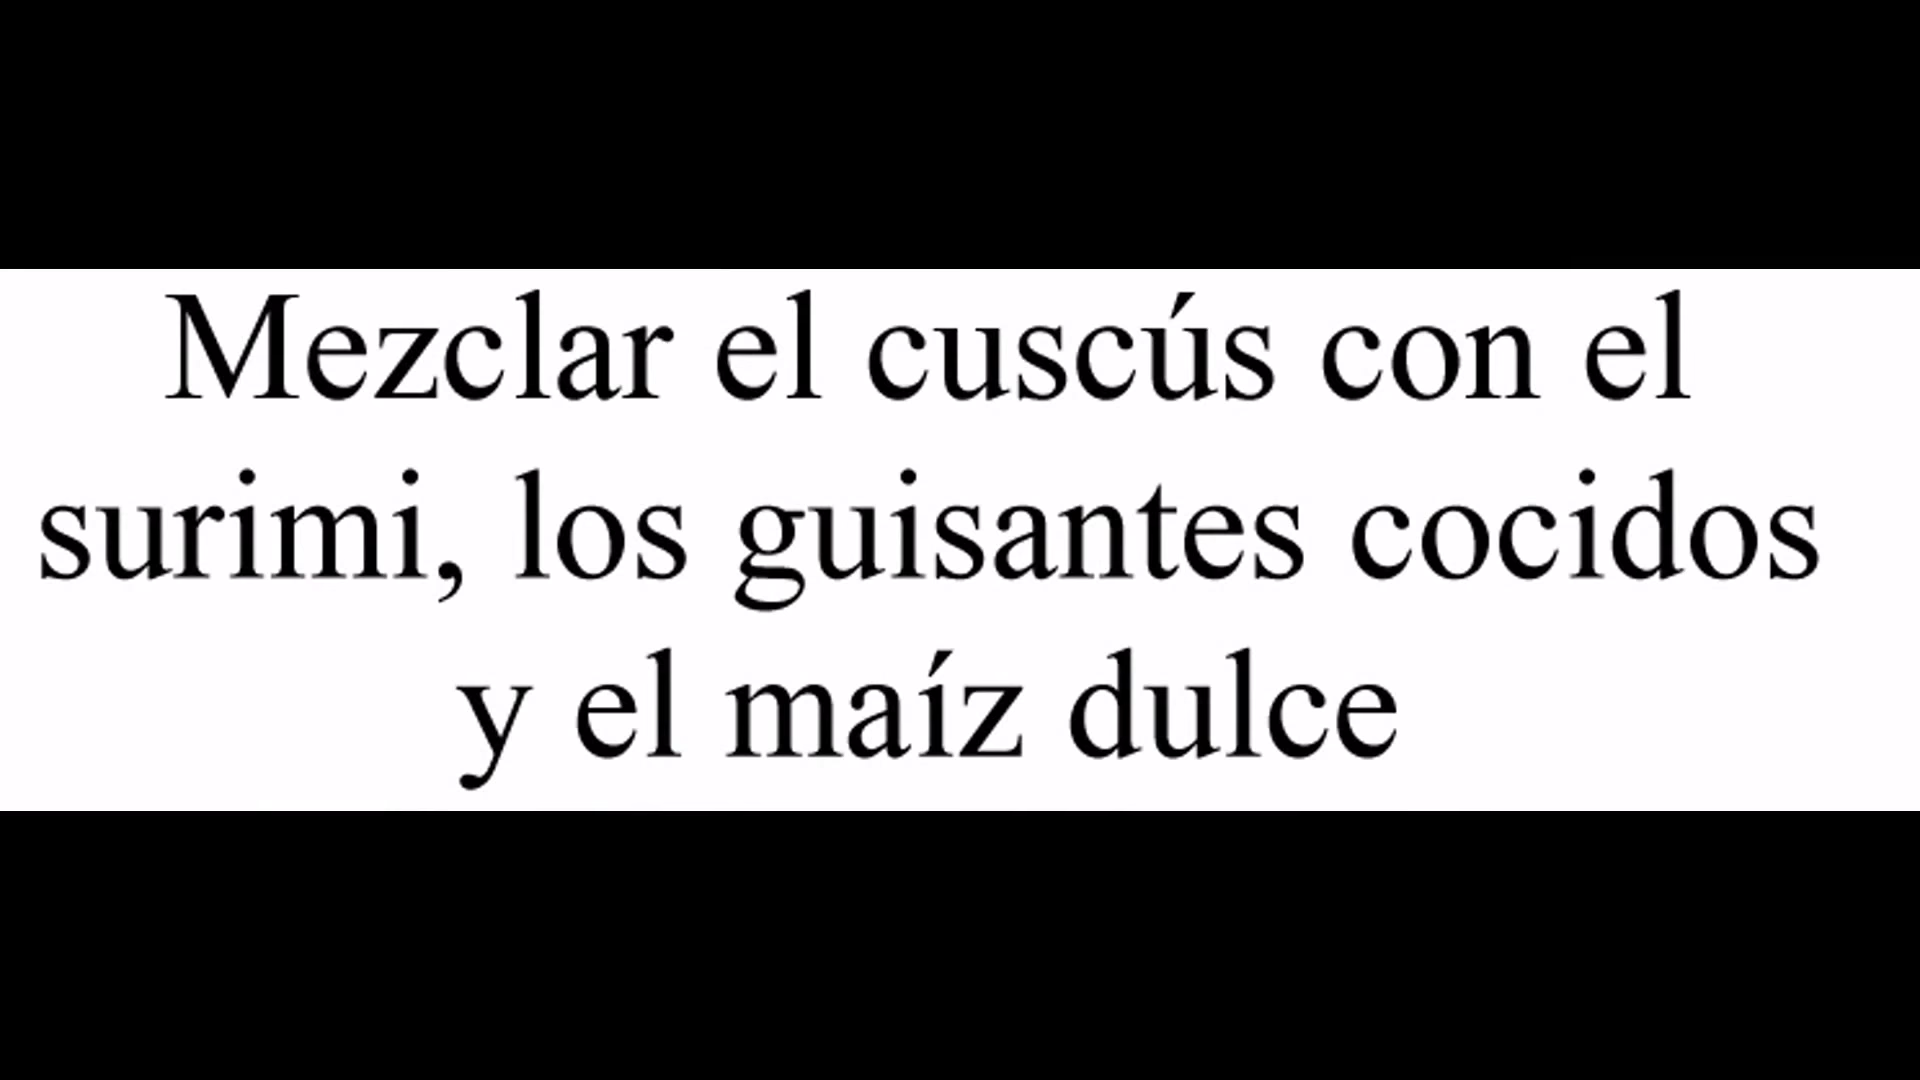 Mezclar el cuscús con el
surimi, los guisantes cocidos
y el maíz dulce